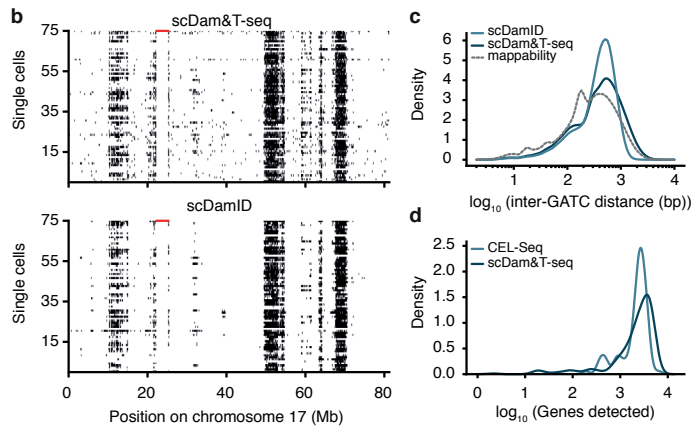 b
scDam&T-seq
75
55
35
15
Single cells
scDamID
75
55
35
15
Single cells
0
20
40
60
80
Position on chromosome 17 (Mb)
c
scDamID
scDam&T-seq
mappability
6
5
4
3
2
1
0
Density
1
2
3
4
log10 (inter-GATC distance (bp))
d
CEL-Seq
scDam&T-seq
2.5
2.0
1.5
1.0
0.5
0.0
Density
0
1
2
3
4
log10 (Genes detected)